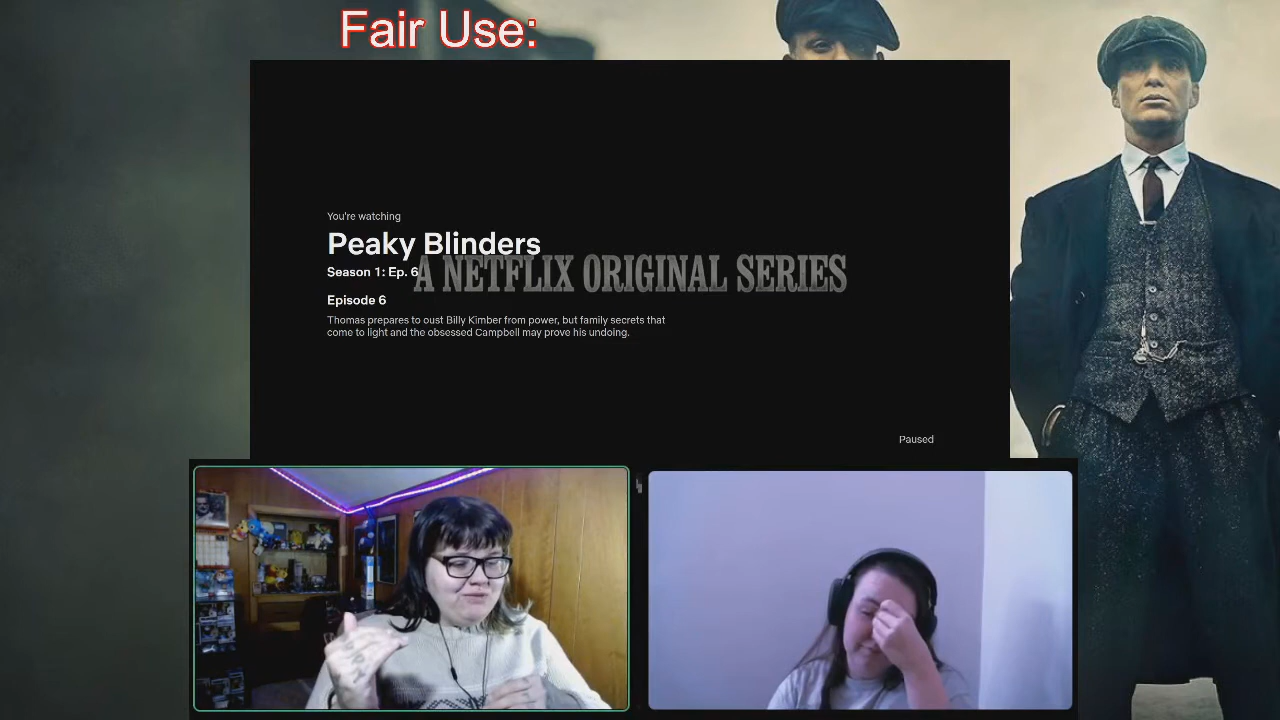 Fair Use:
You're watching
Peaky Blinders
Season 1: Ep. 6
A NETFLIX ORIGINAL SERIES
Episode 6
Thomas prepares to oust Billy Kimber from power, but family secrets that
come to light and the obsessed Campbell may prove his undoing.
Paused